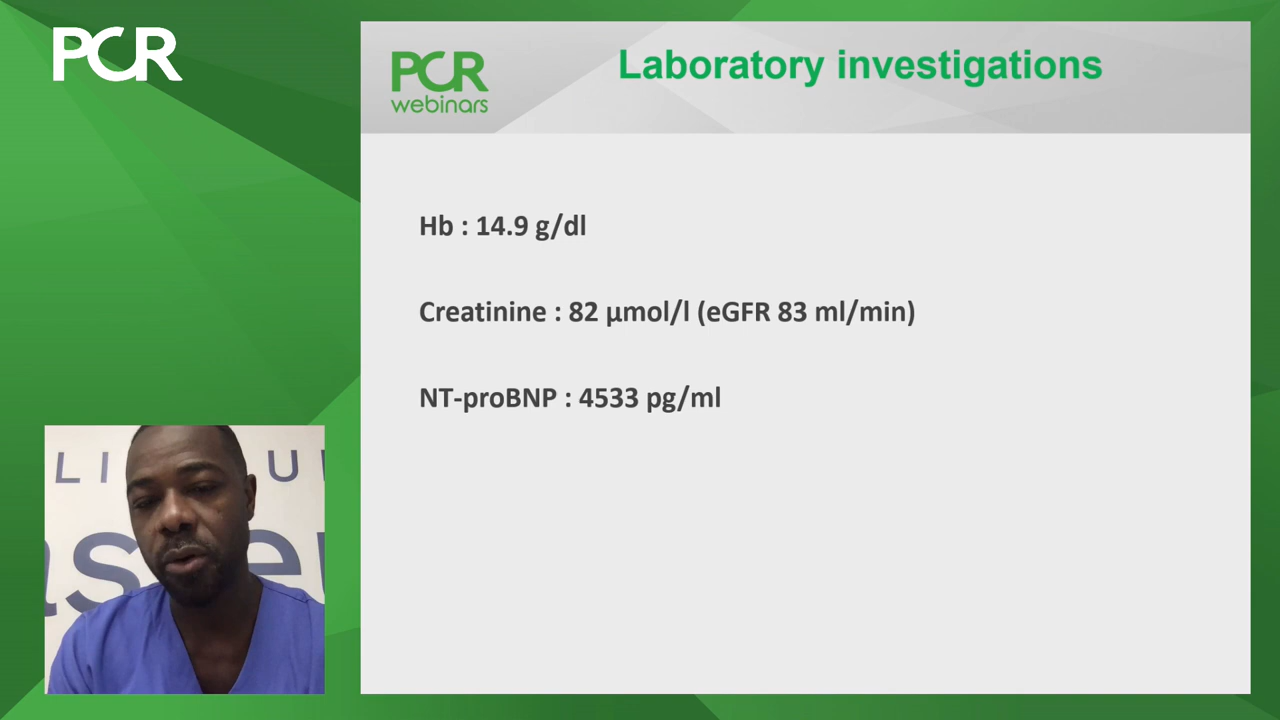 PCR
PCR
webinars
Laboratory investigations
Hb : 14.9 g/dl
Creatinine : 82 µmol/l (eGFR 83 ml/min)
NT-proBNP : 4533 pg/ml